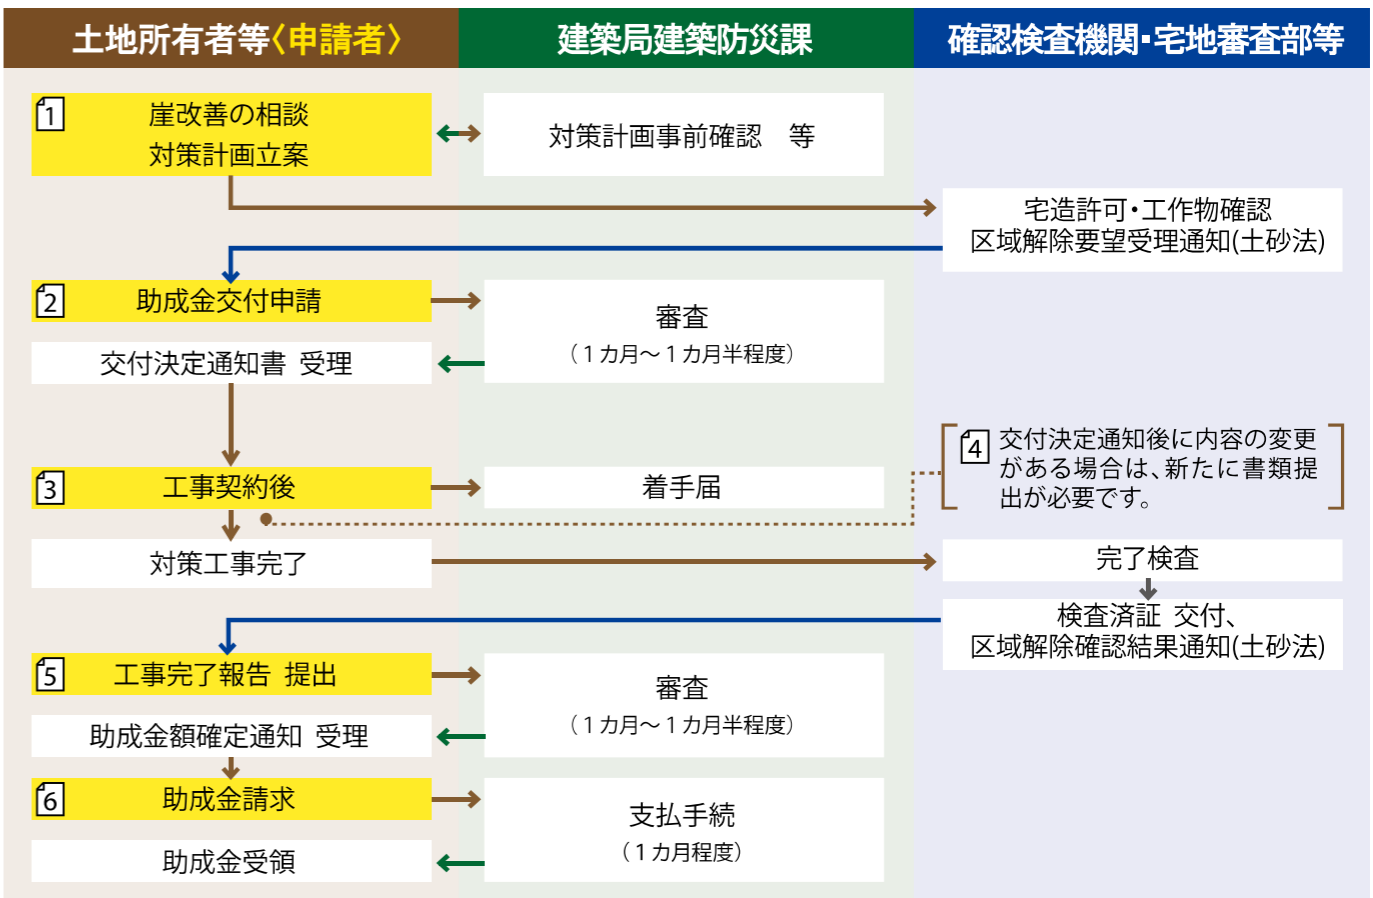 土地所有者等〈申請者〉
建築局建築防災課
確認検査機関・宅地審査部等
1
崖改善の相談
対策計画立案
対策計画事前確認　等
宅造許可・工作物確認
区域解除要望受理通知(土砂法)
2
助成金交付申請
審査
（１カ月～１カ月半程度）
交付決定通知書 受理
4
交付決定通知後に内容の変更
がある場合は、新たに書類提
出が必要です。
3
工事契約後
着手届
対策工事完了
完了検査
検査済証 交付、
区域解除確認結果通知(土砂法)
5
工事完了報告 提出
審査
（１カ月～１カ月半程度）
助成金額確定通知 受理
6
助成金請求
支払手続
（１カ月程度）
助成金受領